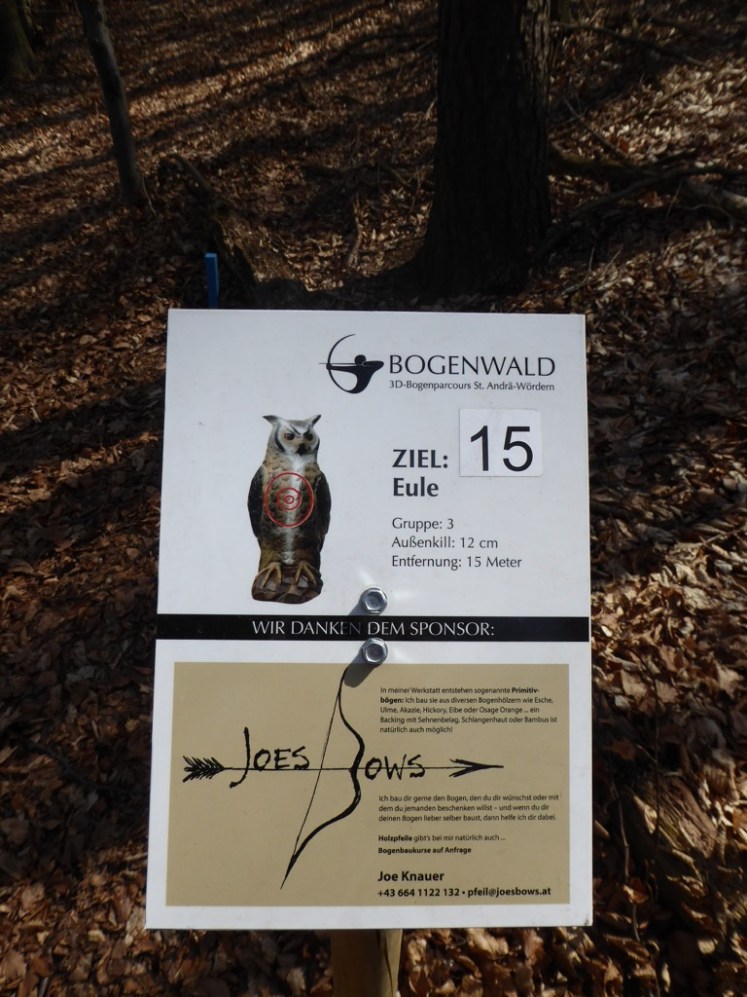 BOGENWALD
3D-Bogenparcours St. Andrä-Wördern
ZIEL: 15
Eule
Gruppe: 3
Außenkill: 12 cm
Entfernung: 15 Meter
WIR DANKEN DEM SPONSOR:
In meiner Werkstatt entstehen sogenannte Primitiv-
bögen: Ich bau sie aus diversen Bogenhölzern wie Esche,
Ulme, Akazie, Hickory, Eibe oder Osage Orange ... ein
Backing mit Sehnenbelag, Schlangenhaut oder Bambus ist
natürlich auch möglich!
JOES BOWS
Ich bau dir gerne den Bogen, den du dir wünschst oder mit
dem du jemanden beschenken willst – und wenn du dir
deinen Bogen lieber selber baust, dann helfe ich dir dabei.
Holzpfeile gibt's bei mir natürlich auch ...
Bogenbaukurse auf Anfrage
Joe Knauer
+43 664 1122 132 • pfeil@joesbows.at